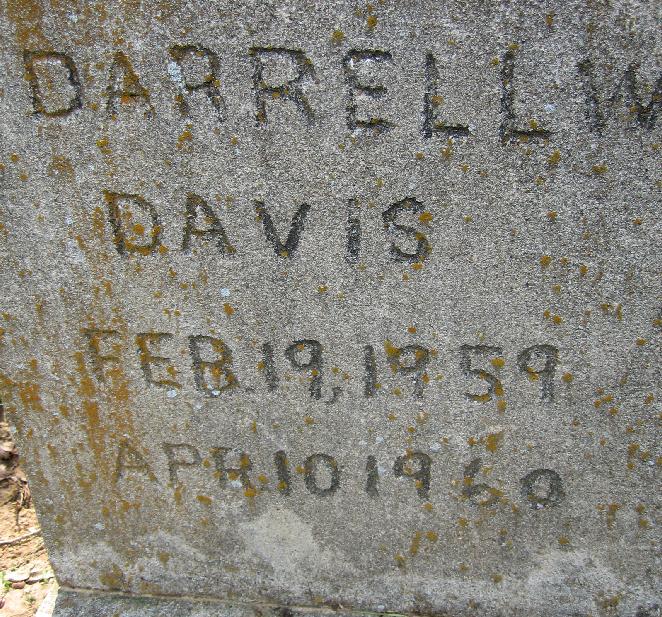 DARRELL W
DAVIS
FEB. 19, 1959
APR 10 1960